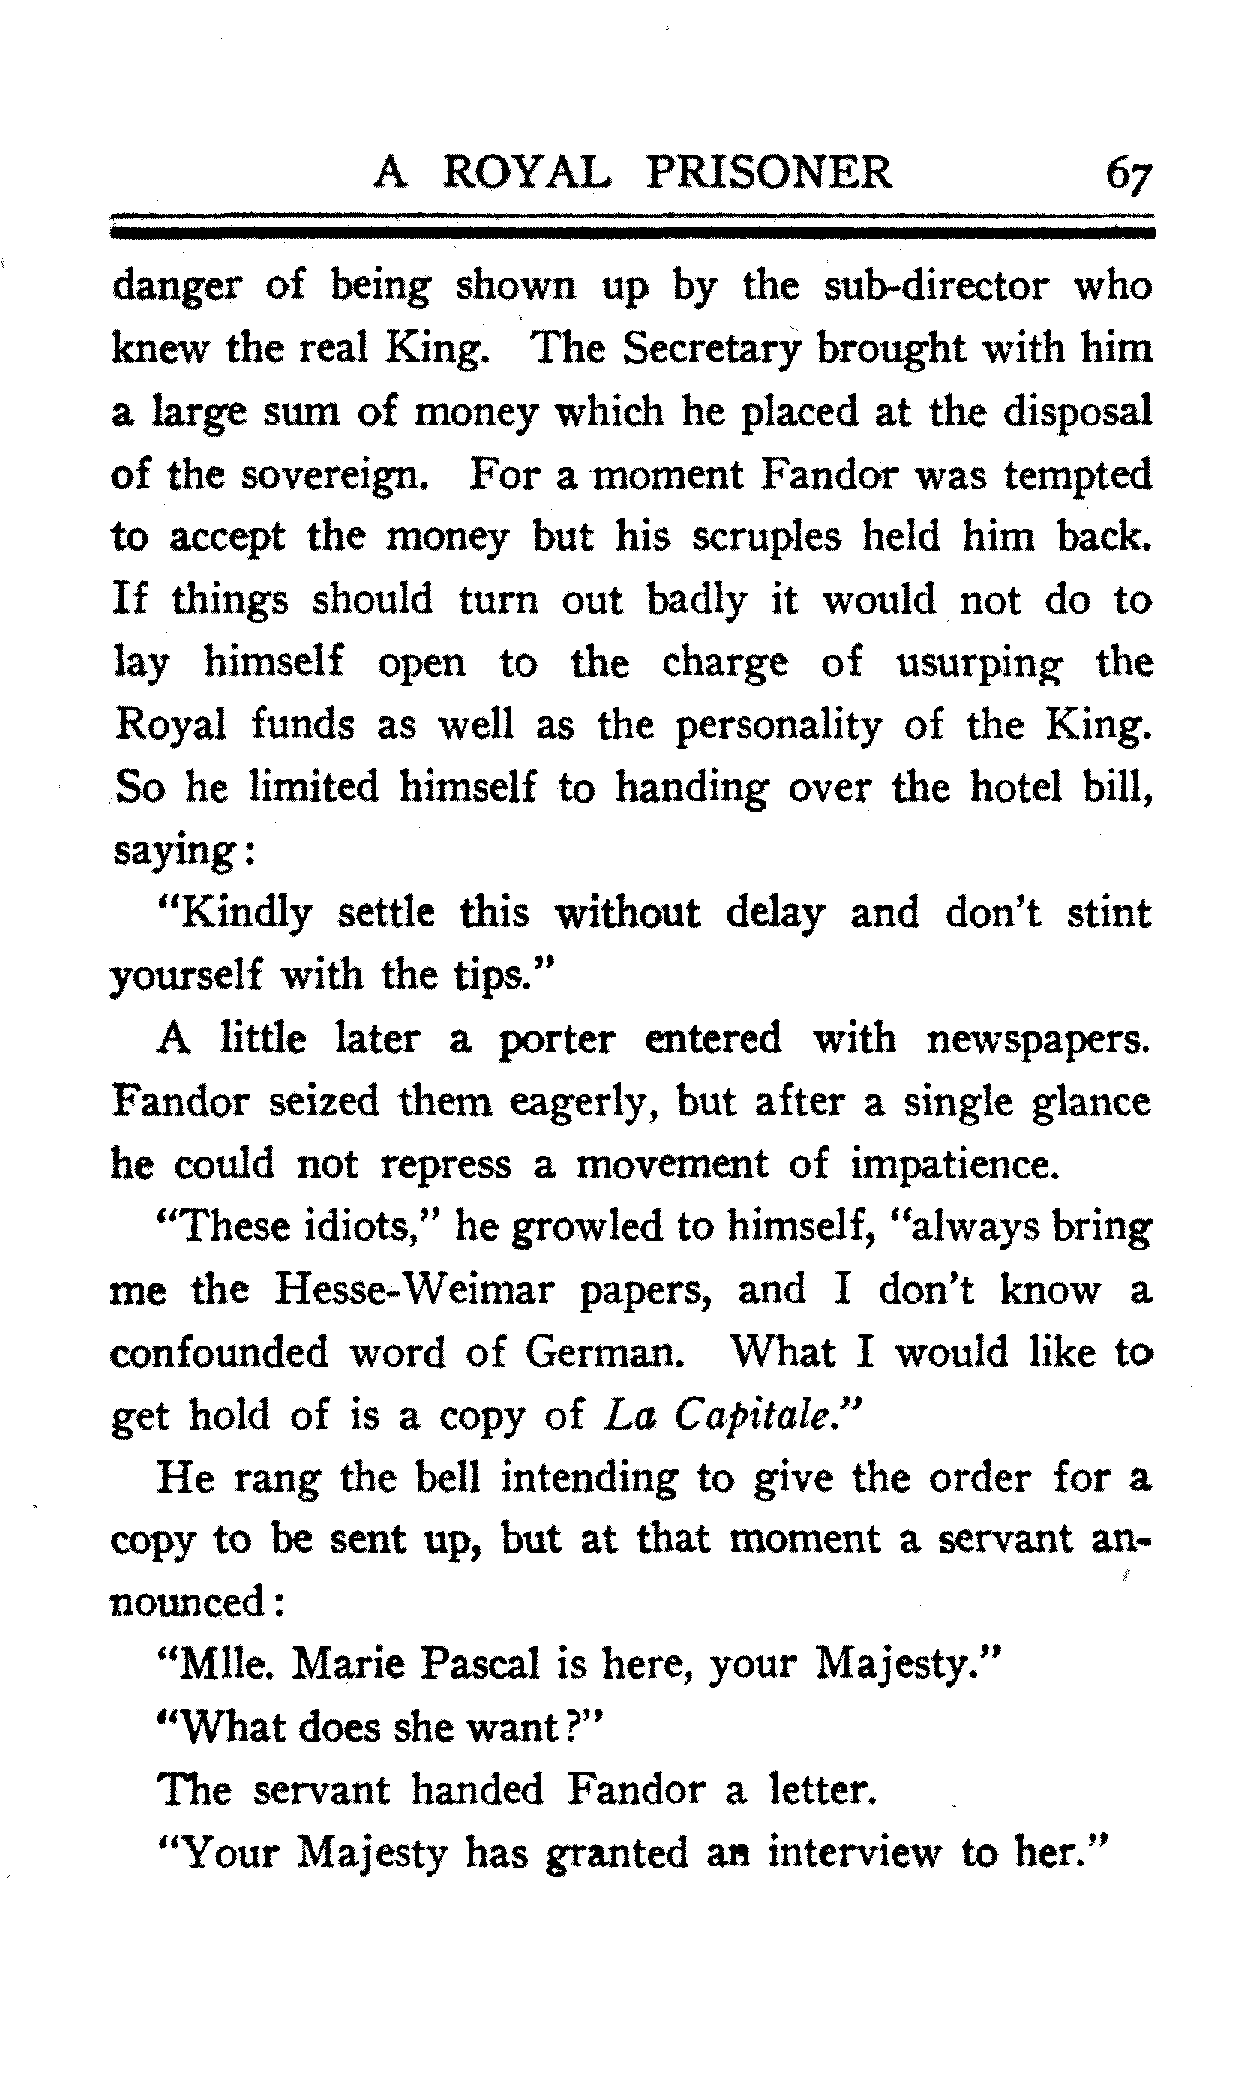 A ROYAL PRISONER 67
danger of being shown up by the sub-director who
knew the real King. The Secretary brought with him
a large sum of money which he placed at the disposal
of the sovereign. For a moment Fandor was tempted
to accept the money but his scruples held him back.
If things should turn out badly it would not do to
lay himself open to the charge of usurping the
Royal funds as well as the personality of the King.
So he limited himself to handing over the hotel bill,
saying:
"Kindly settle this without delay and don't stint
yourself with the tips."
A little later a porter entered with newspapers.
Fandor seized them eagerly, but after a single glance
he could not repress a movement of impatience.
"These idiots," he growled to himself, "always bring
me the Hesse-Weimar papers, and I don't know a
confounded word of German. What I would like to
get hold of is a copy of La Capitale."
He rang the bell intending to give the order for a
copy to be sent up, but at that moment a servant an-
nounced:
"Mlle. Marie Pascal is here, your Majesty."
"What does she want?"
The servant handed Fandor a letter.
"Your Majesty has granted an interview to her."